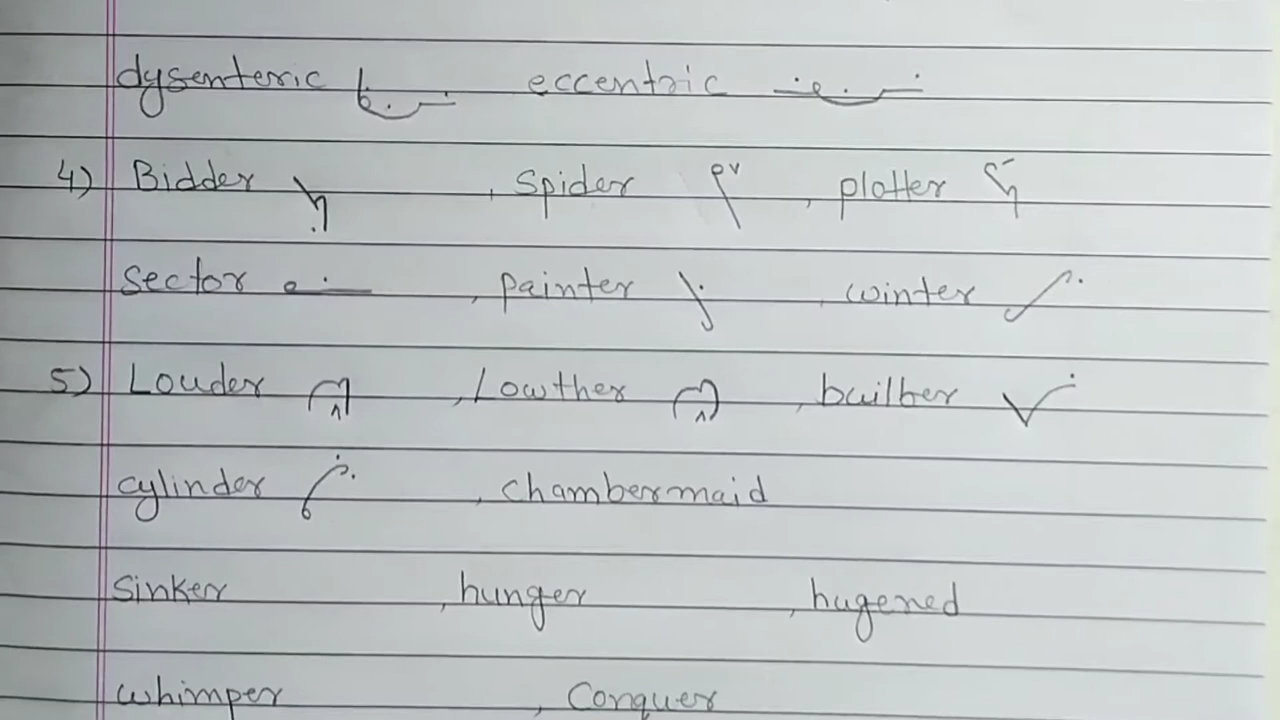 dysenteric eccentric
4) Bidder , Spider , plotter
Sector , painter , winter
5) Louder , Lowther , builber
cylinder , chambermaid
Sinker , hunger , hugened
whimper , Conquer